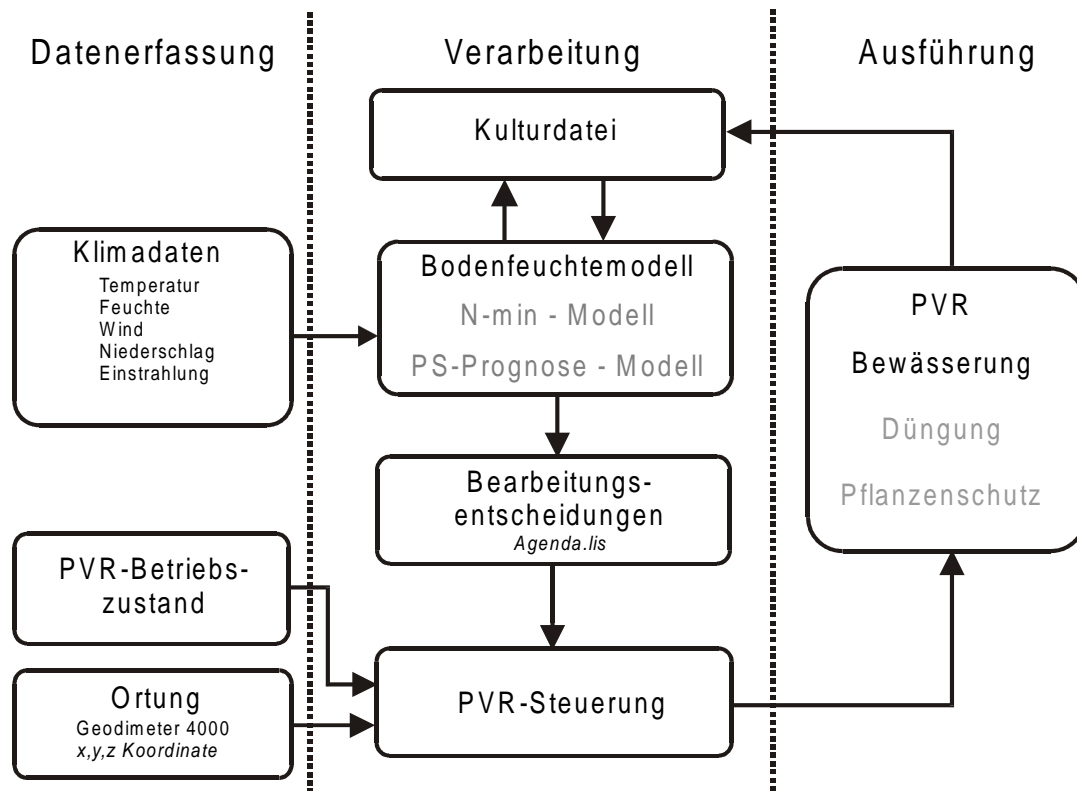 Datenerfassung
Verarbeitung
Ausführung
Kulturdatei
Klimadaten
Temperatur
Feuchte
Wind
Niederschlag
Einstrahlung
Bodenfeuchtemodell
N-min - Modell
PS-Prognose - Modell
PVR
Bewässerung
Düngung
Pflanzenschutz
Bearbeitungs-
entscheidungen
Agenda.lis
PVR-Betriebs-
zustand
Ortung
Geodimeter 4000
x,y,z Koordinate
PVR-Steuerung